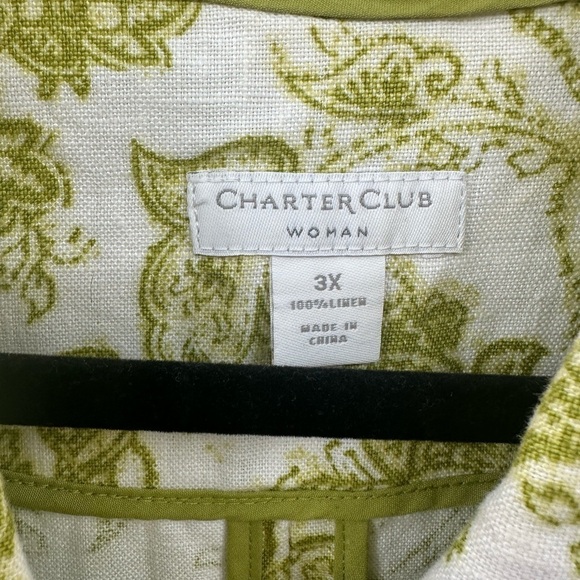 CHARTER CLUB
WOMAN
3X
100% LINEN
MADE IN
CHINA